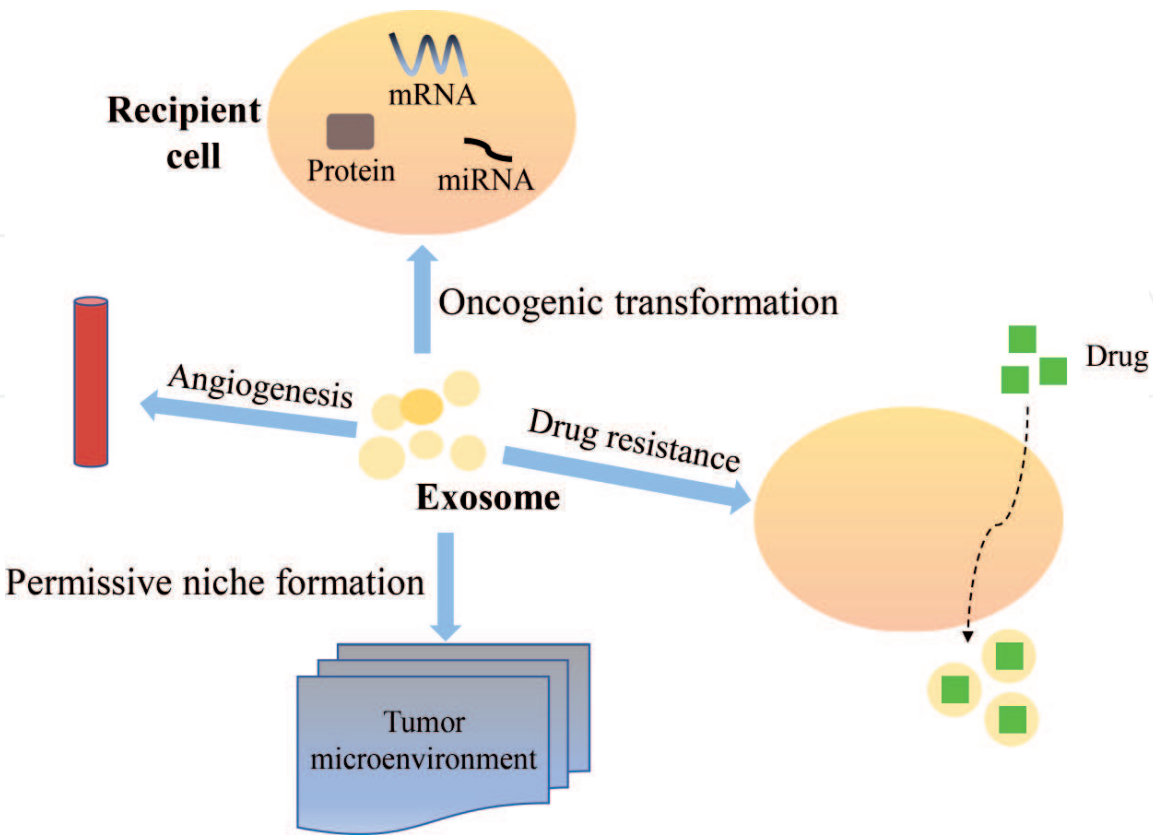 mRNA
Recipient
cell
Protein
miRNA
Oncogenic transformation
Drug
Angiogenesis
Drug resistance
Exosome
Permissive niche formation
Tumor
microenvironment